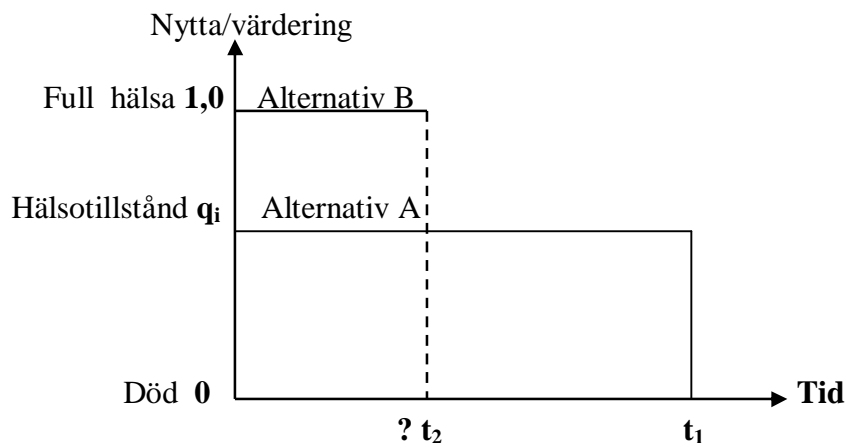 Nytta/värdering
Full hälsa 1,0 Alternativ B
Hälsotillstånd qi Alternativ A
Död 0
Tid
? t2
t1